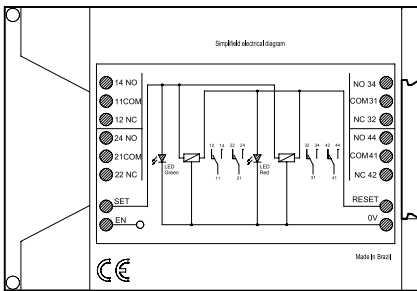 Simplifield electrical diagram
14 NO
11COM
12 NC
24 NO
21COM
22 NC
SET
EN
NO 34
COM31
NC 32
NO 44
COM41
NC 42
RESET
0V
LED
Green
12 14 22 24
11 21
LED
Red
32 34 42 44
31 41
Made In Brazil
CE